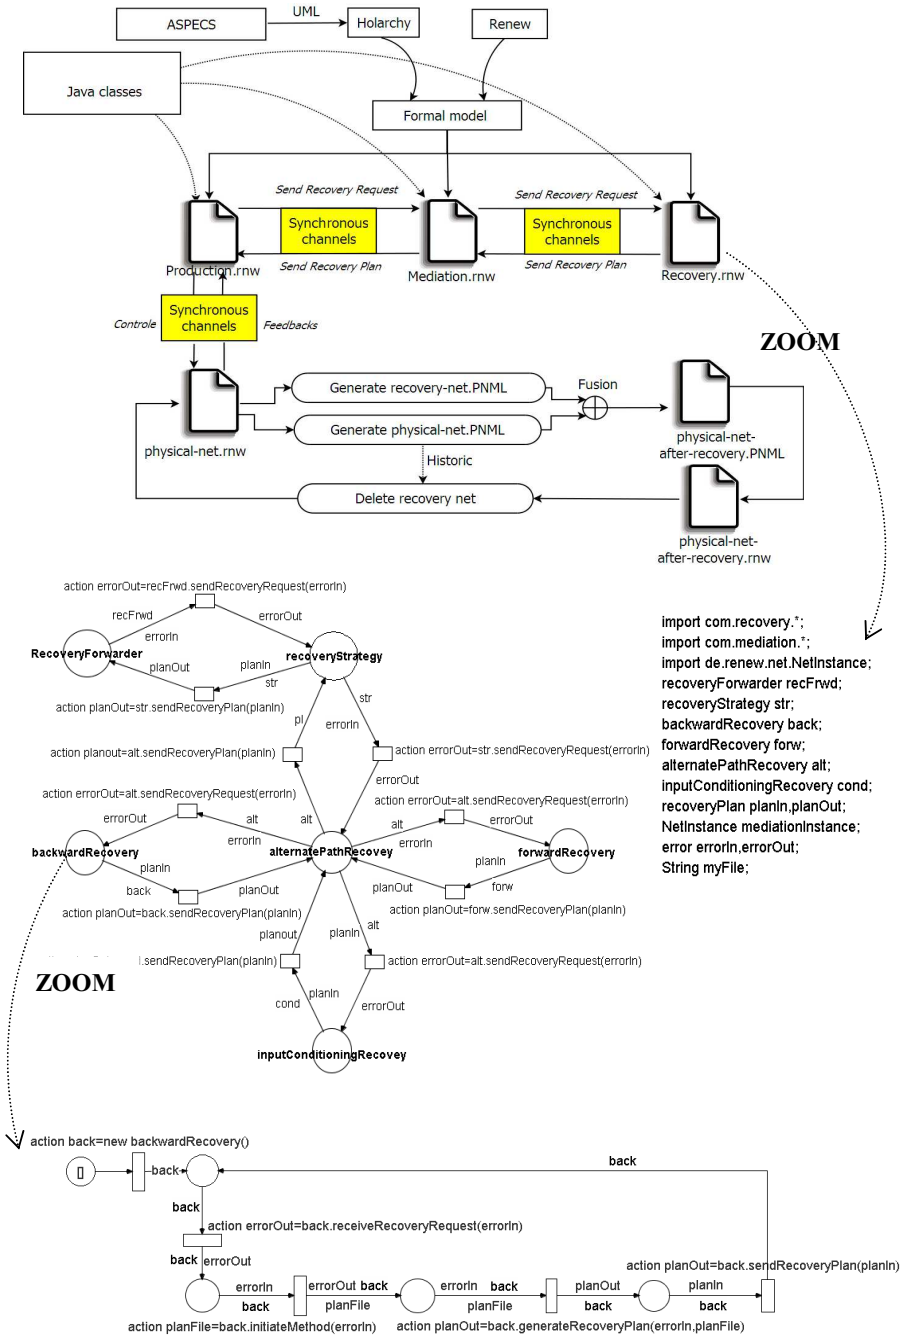 ASPECS
UML
Holarchy
Renew
Java classes
Formal model
Send Recovery Request
Send Recovery Request
Synchronous
channels
Synchronous
channels
Send Recovery Plan
Send Recovery Plan
Production.rnw
Mediation.rnw
Recovery.rnw
Controle
Synchronous
channels
Feedbacks
ZOOM
Generate recovery-net.PNML
Fusion
Generate physical-net.PNML
physical-net.rnw
physical-net-
after-recovery.PNML
Historic
Delete recovery net
physical-net-
after-recovery.rnw
action errorOut=recFrwd.sendRecoveryRequest(errorIn)
recFrwd
errorOut
errorIn
RecoveryForwarder
recoveryStrategy
planOut
planIn
str
action planOut=str.sendRecoveryPlan(planIn)
str
pl
errorIn
action planout=alt.sendRecoveryPlan(planIn)
action errorOut=str.sendRecoveryRequest(errorIn)
errorOut
action errorOut=alt.sendRecoveryRequest(errorIn)
action errorOut=alt.sendRecoveryRequest(errorIn)
errorOut
alt
alt
alt
errorOut
errorIn
errorIn
backwardRecovery
alternatePathRecovey
forwardRecovery
planIn
planIn
back
planOut
planOut
forw
action planOut=back.sendRecoveryPlan(planIn)
action planOut=forw.sendRecoveryPlan(planIn)
planout
planIn
alt
.sendRecoveryPlan(planIn)
action errorOut=alt.sendRecoveryRequest(errorIn)
ZOOM
cond
planIn
errorOut
inputConditioningRecovey
import com.recovery.*;
import com.mediation.*;
import de.renew.net.NetInstance;
recoveryForwarder recFrwd;
recoveryStrategy str;
backwardRecovery back;
forwardRecovery forw;
alternatePathRecovery alt;
inputConditioningRecovery cond;
recoveryPlan planIn,planOut;
NetInstance mediationInstance;
error errorIn,errorOut;
String myFile;
action back=new backwardRecovery()
[]
back
back
back
action errorOut=back.receiveRecoveryRequest(errorIn)
back
errorOut
action planOut=back.sendRecoveryPlan(planIn)
errorIn
back
errorOut back
planFile
errorIn back
planFile
planOut
back
planIn
back
action planFile=back.initiateMethod(errorIn)
action planOut=back.generateRecoveryPlan(errorIn,planFile)